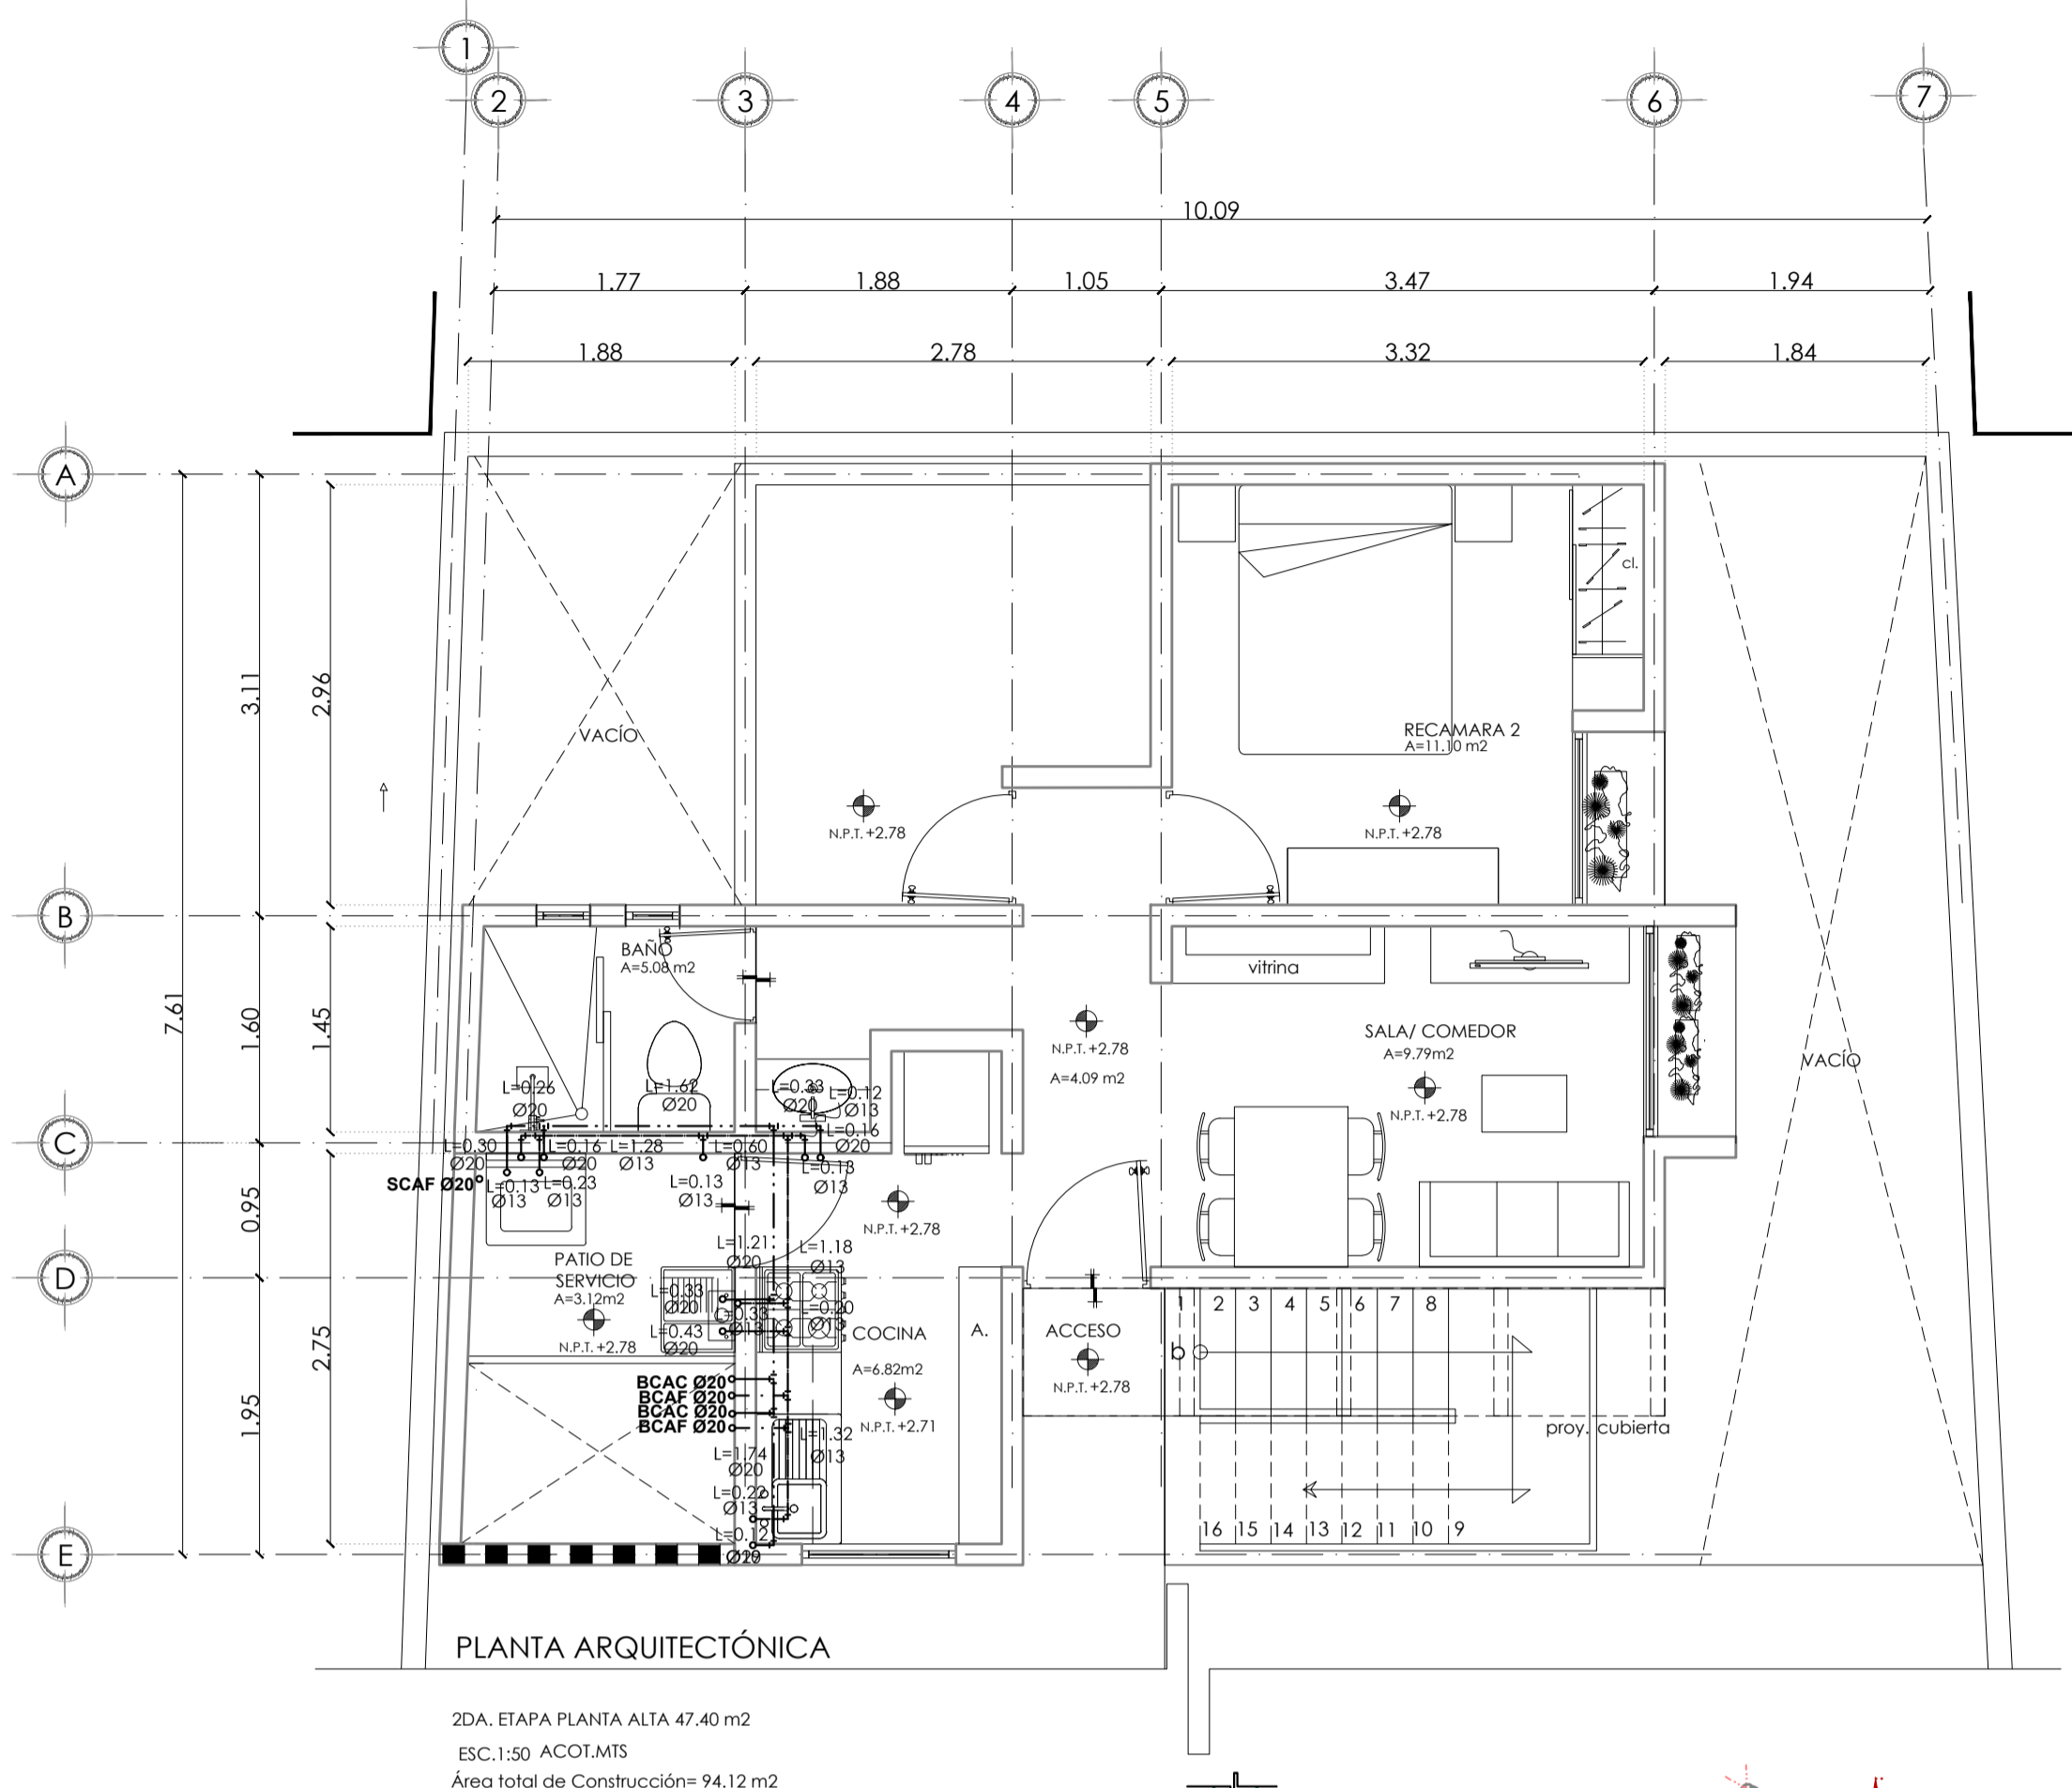 1
2
3
4
5
6
7
10.09
1.77
1.88
1.05
3.47
1.94
1.88
2.78
3.32
1.84
A
B
C
D
E
7.61
3.11
1.60
0.95
1.95
2.96
1.45
2.75
VACÍO
RECAMARA 2
A=11.10 m2
cl.
N.P.T. +2.78
N.P.T. +2.78
BAÑO
A=5.08 m2
vitrina
N.P.T. +2.78
A=4.09 m2
SALA/ COMEDOR
A=9.79m2
N.P.T. +2.78
VACÍO
L=0.26
Ø20
L=1.62
Ø20
L=0.33
Ø20
L=0.12
Ø13
L=0.16
Ø20
L=0.30
Ø20
L=0.16
Ø20
L=1.28
Ø13
L=0.60
Ø13
L=0.13
Ø13
SCAF Ø20
L=0.13
Ø13
L=0.23
Ø13
L=0.13
Ø13
N.P.T. +2.78
L=1.21
Ø20
L=1.18
Ø13
PATIO DE
SERVICIO
A=3.12m2
N.P.T. +2.78
L=0.33
Ø20
L=0.33
Ø13
L=0.20
Ø13
L=0.43
Ø20
COCINA
A=6.82m2
N.P.T. +2.71
A.
ACCESO
N.P.T. +2.78
BCAC Ø20
BCAF Ø20
BCAC Ø20
BCAF Ø20
L=1.32
Ø13
L=1.74
Ø20
L=0.22
Ø13
L=0.12
1
2
3
4
5
6
7
8
b
proy. cubierta
16
15
14
13
12
11
10
9
PLANTA ARQUITECTÓNICA
2DA. ETAPA PLANTA ALTA 47.40 m2
ESC.1:50 ACOT.MTS
Área total de Construcción= 94.12 m2